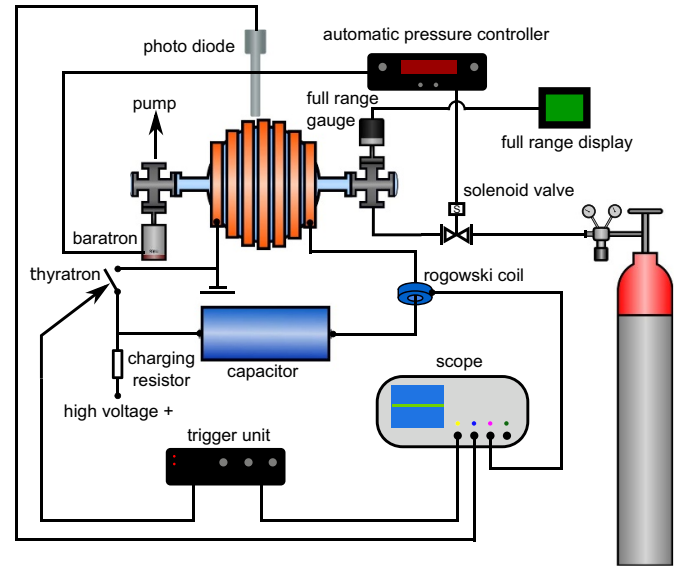 automatic pressure controller
photo diode
full range
gauge
pump
full range display
solenoid valve
S
baratron
thyratron
rogowski coil
charging
resistor
capacitor
scope
high voltage +
trigger unit